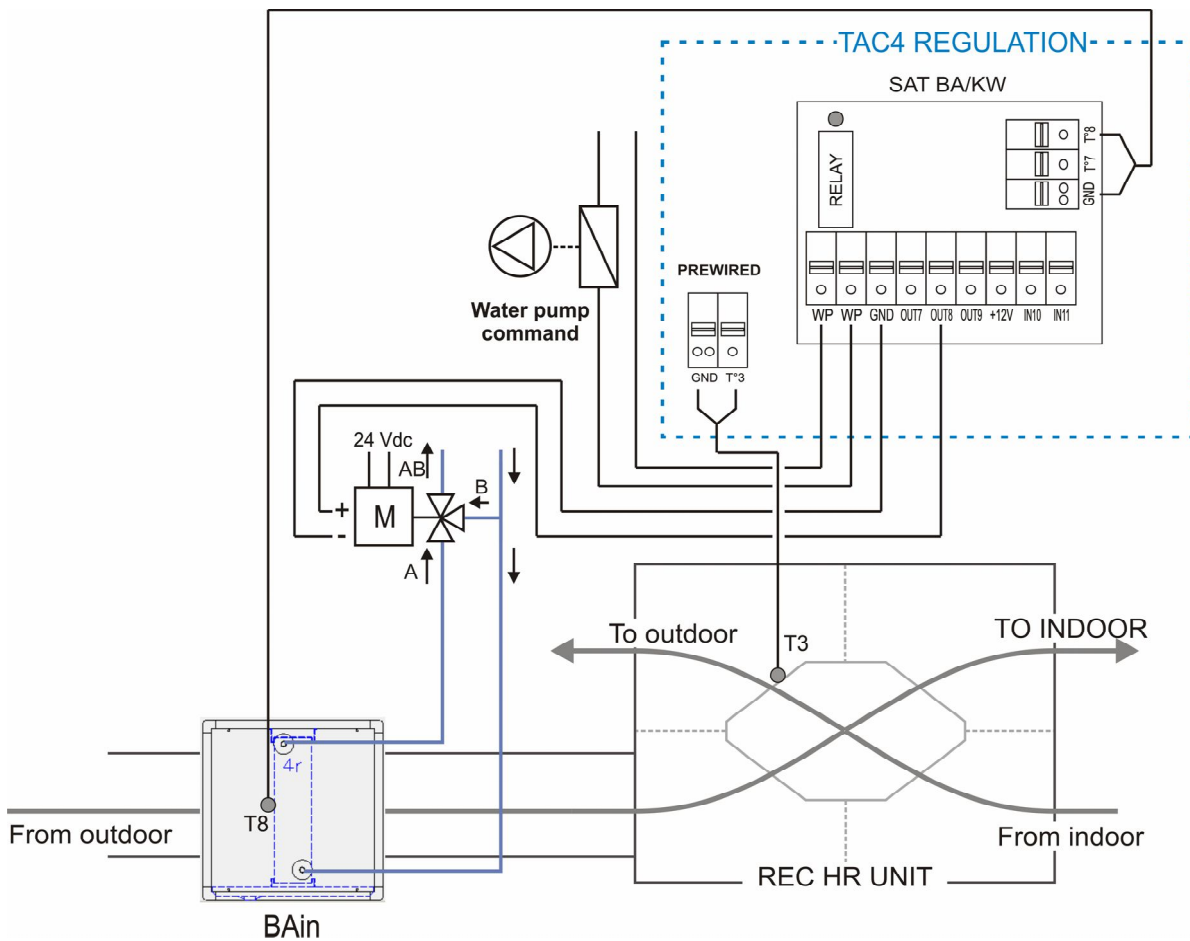 TAC4 REGULATION
SAT BA/KW
RELAY
T°8
T°7
GND
PREWIRED
WP WP GND OUT7 OUT8 OUT9 +12V IN10 IN11
Water pump
command
GND T°3
24 Vdc
AB
B
+
M
-
A
To outdoor
T3
TO INDOOR
4r
T8
From outdoor
From indoor
REC HR UNIT
BAin